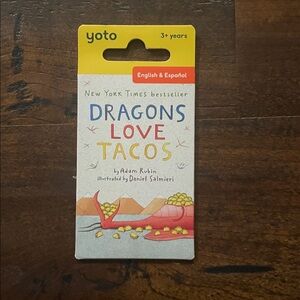 yoto 3+ years
English & Español
New York Times bestseller
DRAGONS
LOVE
TACOS
by Adam Rubin
illustrated by Daniel Salmieri